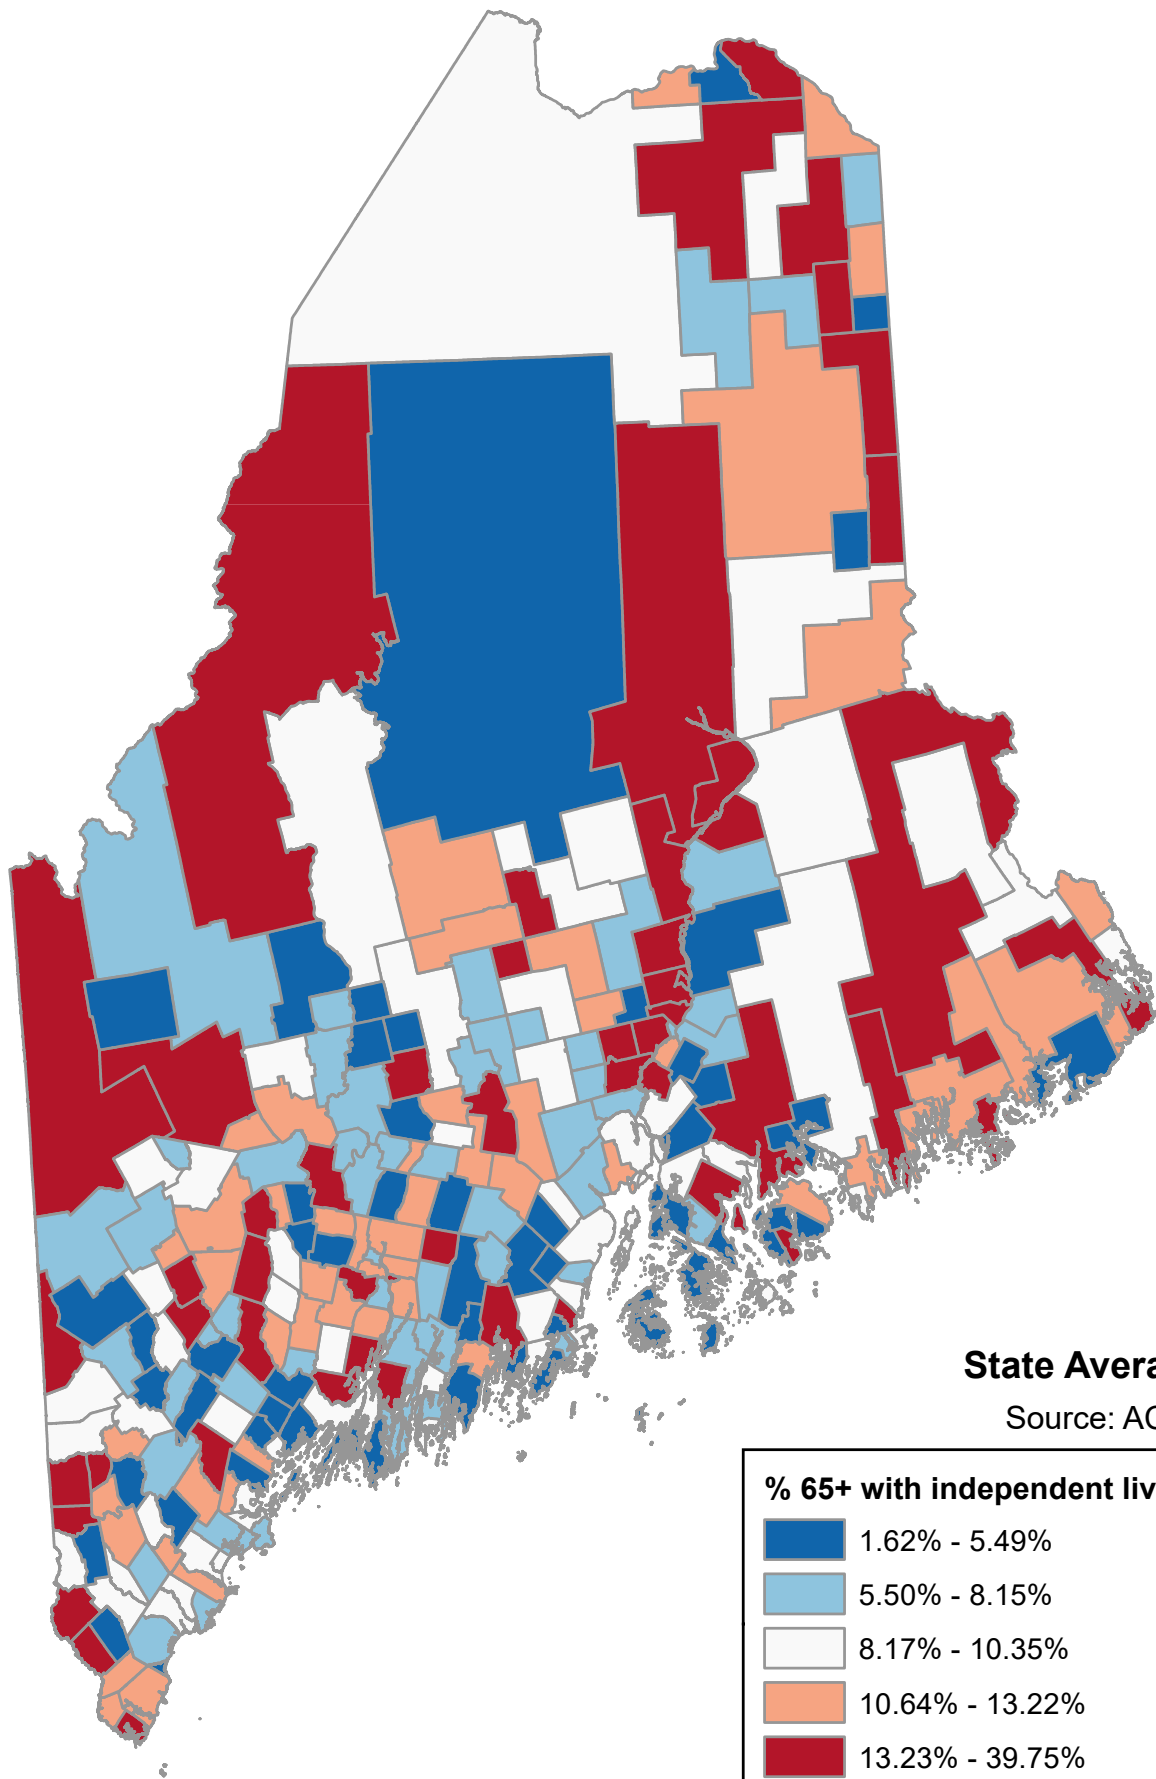 State Avera
Source: AC
% 65+ with independent liv
1.62% - 5.49%
5.50% - 8.15%
8.17% - 10.35%
10.64% - 13.22%
13.23% - 39.75%